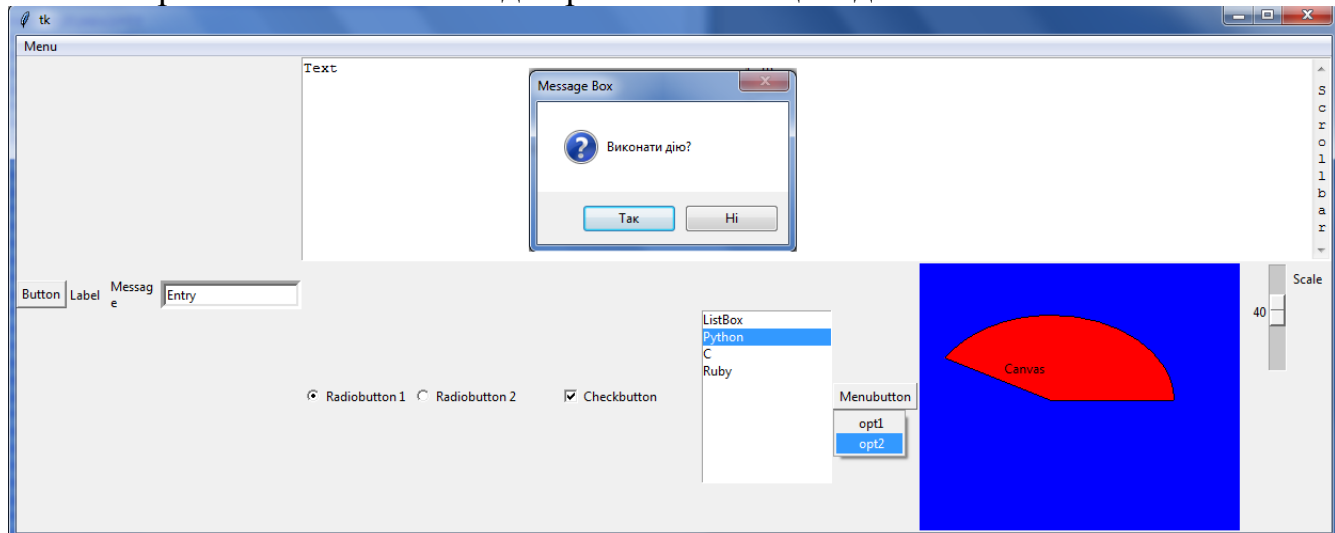 tk
Menu
Text
Message Box
Виконати дію?
Так
Ні
Scrollbar
Button
Label
Messag
e
Entry
Radiobutton 1
Radiobutton 2
Checkbutton
ListBox
Python
C
Ruby
Menubutton
opt1
opt2
Canvas
40
Scale